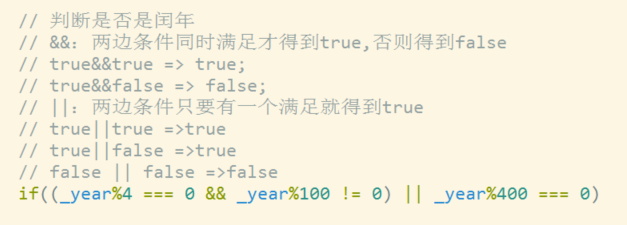 // 判断是否是闰年
// &&: 两边条件同时满足才得到true,否则得到false
// true&&true => true;
// true&&false => false;
// ||: 两边条件只要有一个满足就得到true
// true||true =>true
// true||false =>true
// false || false =>false
if((_year%4 === 0 && _year%100 != 0) || _year%400 === 0)